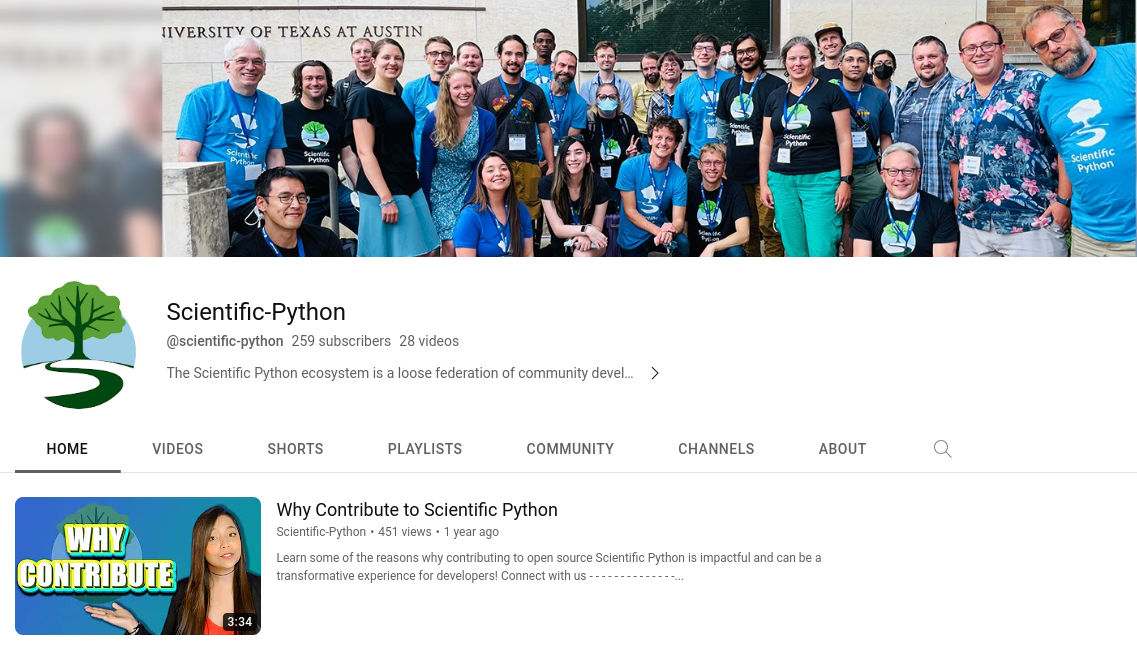 NIVERSITY OF TEXAS AT AUSTIN
Scientific
Python
Scientific
Python
Scientific
Python
Scientific
Python
Scientific-Python
@scientific-python 259 subscribers 28 videos
The Scientific Python ecosystem is a loose federation of community devel...
HOME VIDEOS SHORTS PLAYLISTS COMMUNITY CHANNELS ABOUT
WHY
CONTRIBUTE
3:34
Why Contribute to Scientific Python
Scientific-Python • 451 views • 1 year ago
Learn some of the reasons why contributing to open source Scientific Python is impactful and can be a
transformative experience for developers! Connect with us - - - - - - - - - - - - - -...